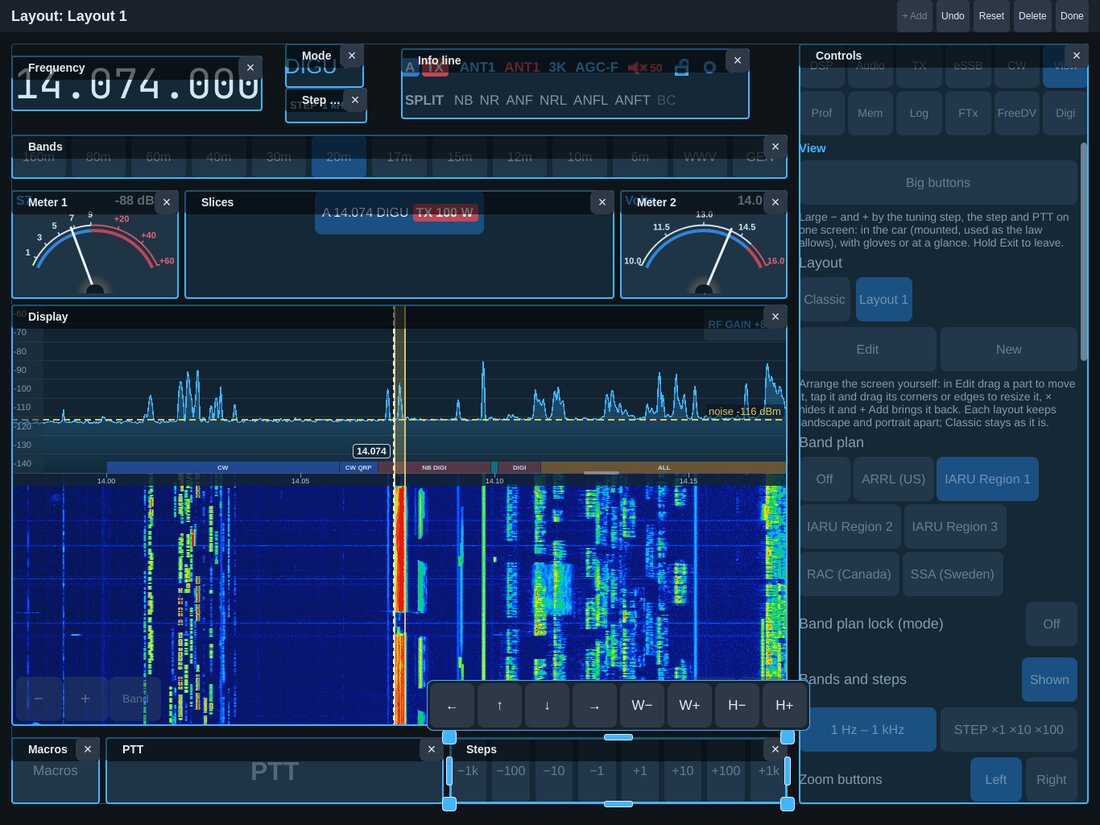 Layout: Layout 1
+ Add Undo Reset Delete Done
Frequency ×
14.074.000
Mode ×
DIGU
Step ... ×
STEP 1 kHz
Info line ×
A TX ANT1 ANT1 3K AGC-F 50
SPLIT NB NR ANF NRL ANFL ANFT BC
Controls ×
DSP Audio TX eSSB CW View
Prof Mem Log FTx FreeDV Digi
Bands ×
160m 80m 60m 40m 30m 20m 17m 15m 12m 10m 6m WWV GEN
Meter 1 ×
-88 dB
1 3 5 7 9 +20 +40 +60
Slices ×
A 14.074 DIGU TX 100 W
Meter 2 ×
14.0
10.0 11.5 13.0 14.5 16.0
Display ×
RF GAIN +8
-60
-70
-80
-90
-100
-110
-120
-130
-140
noise -116 dBm
14.074
CW CW QRP NB DIGI DIGI ALL
14.00 14.05 14.10 14.15
− + Band
← ↑ ↓ → W− W+ H− H+
Macros ×
Macros
PTT ×
PTT
Steps ×
−1k −100 −10 −1 +1 +10 +100 +1k
View
Big buttons
Large − and + by the tuning step, the step and PTT on
one screen: in the car (mounted, used as the law
allows), with gloves or at a glance. Hold Exit to leave.
Layout
Classic Layout 1
Edit New
Arrange the screen yourself: in Edit drag a part to move
it, tap it and drag its corners or edges to resize it, ×
hides it and + Add brings it back. Each layout keeps
landscape and portrait apart; Classic stays as it is.
Band plan
Off ARRL (US) IARU Region 1
IARU Region 2 IARU Region 3
RAC (Canada) SSA (Sweden)
Band plan lock (mode) Off
Bands and steps Shown
1 Hz – 1 kHz STEP ×1 ×10 ×100
Zoom buttons Left Right